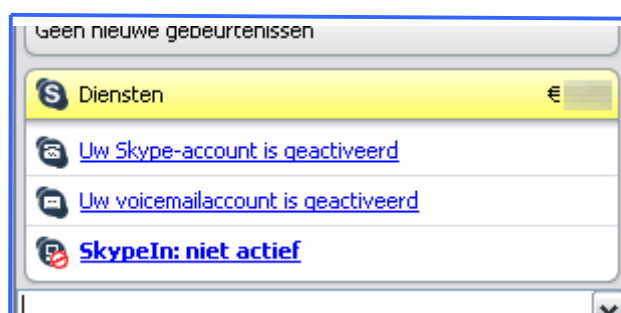 Geen nieuwe gebeurtenissen
Diensten €
Uw Skype-account is geactiveerd
Uw voicemailaccount is geactiveerd
SkypeIn: niet actief